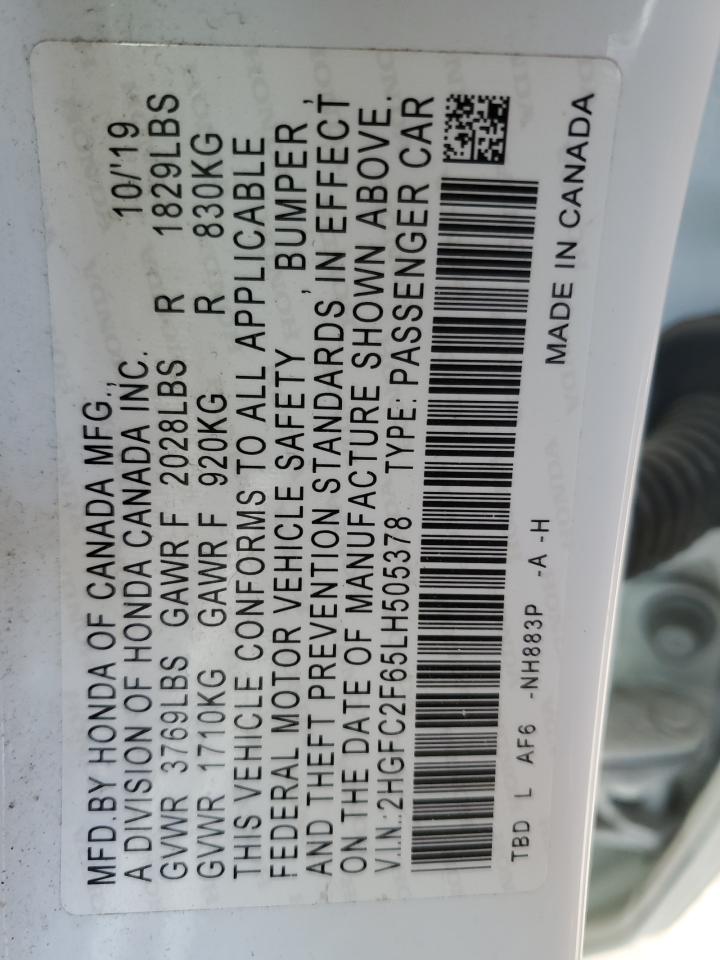 MFD.BY HONDA OF CANADA MFG., 10/'19
A DIVISION OF HONDA CANADA INC.
GVWR 3769LBS GAWR F 2028LBS R 1829LBS
GVWR 1710KG GAWR F 920KG R 830KG
THIS VEHICLE CONFORMS TO ALL APPLICABLE
FEDERAL MOTOR VEHICLE SAFETY , BUMPER ,
AND THEFT PREVENTION STANDARDS IN EFFECT
ON THE DATE OF MANUFACTURE SHOWN ABOVE.
V.I.N.:2HGFC2F65LH505378 TYPE:PASSENGER CAR
TBD L AF6 -NH883P -A -H MADE IN CANADA